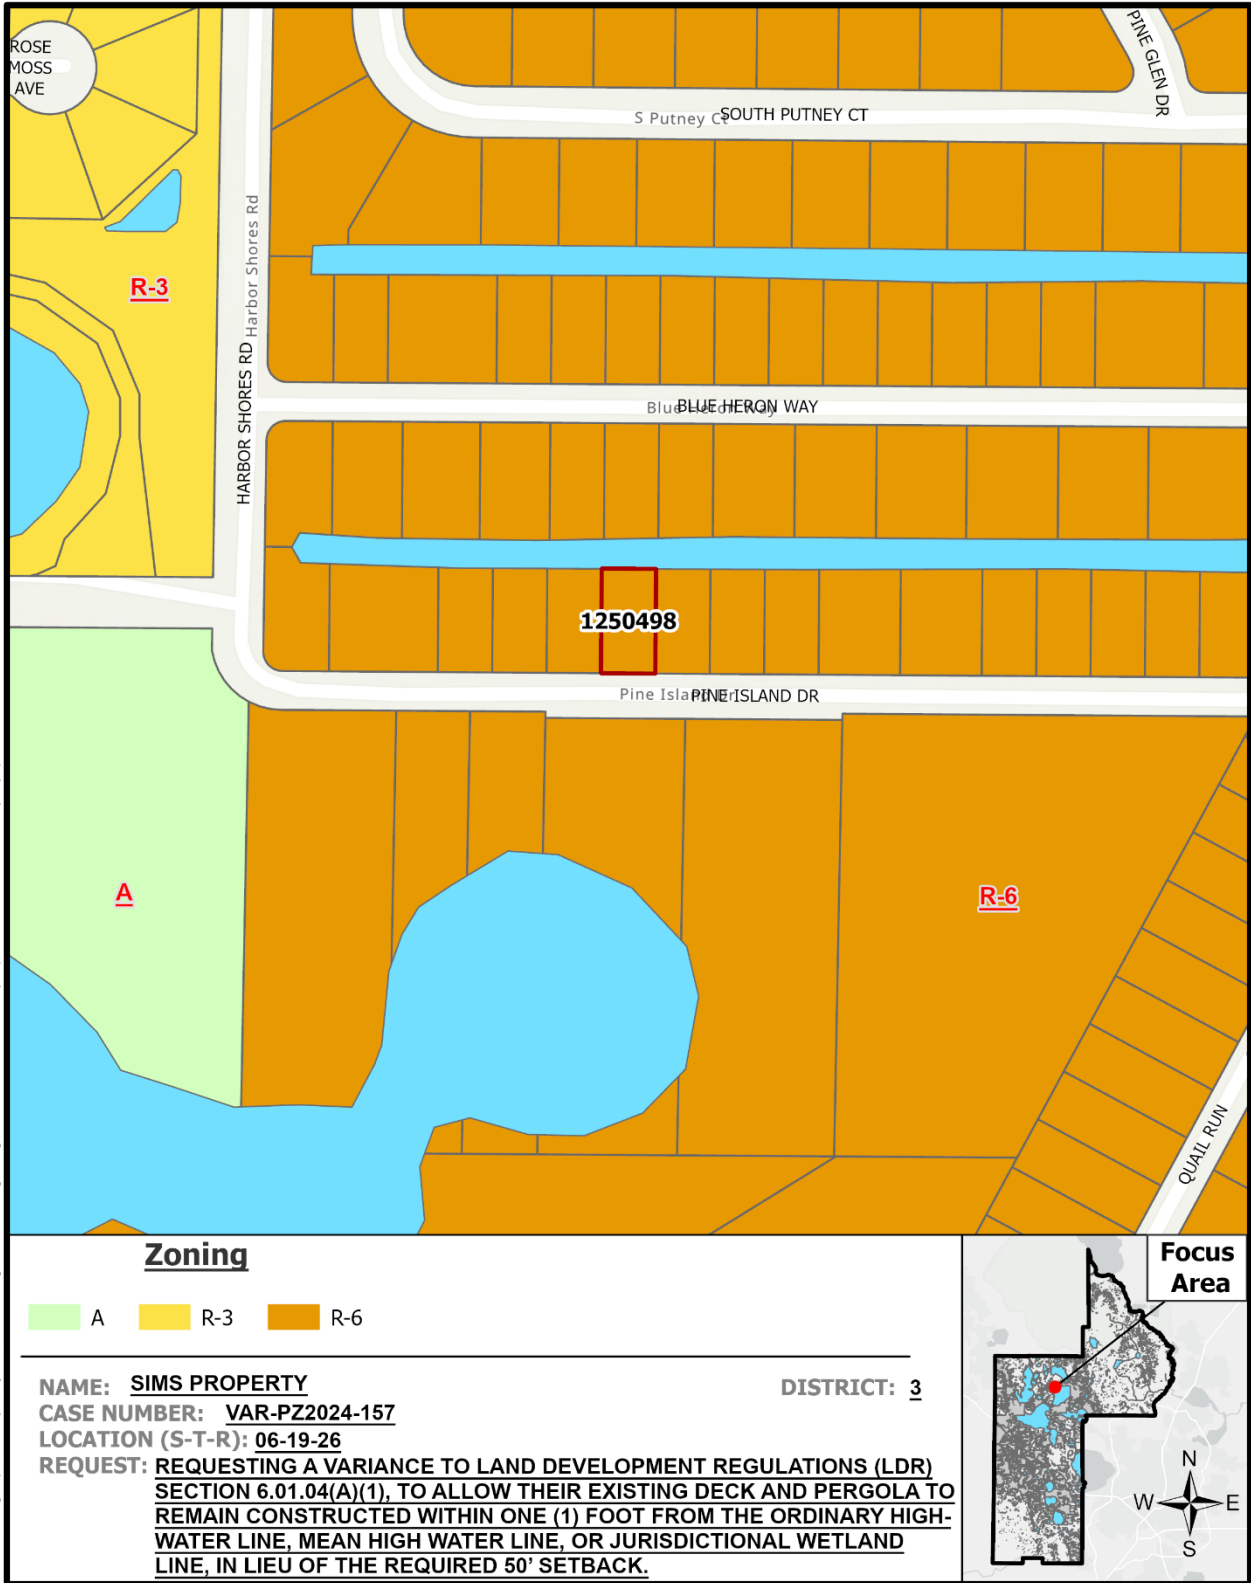 ROSE
MOSS
AVE
PINE GLEN DR
S Putney Ct
SOUTH PUTNEY CT
Harbor Shores Rd
HARBOR SHORES RD
R-3
BLUE HERON WAY
1250498
Pine Island Dr
PINE ISLAND DR
A
R-6
QUAIL RUN
Zoning
A
R-3
R-6
Focus
Area
NAME: SIMS PROPERTY
DISTRICT: 3
CASE NUMBER: VAR-PZ2024-157
LOCATION (S-T-R): 06-19-26
REQUEST: REQUESTING A VARIANCE TO LAND DEVELOPMENT REGULATIONS (LDR)
SECTION 6.01.04(A)(1), TO ALLOW THEIR EXISTING DECK AND PERGOLA TO
REMAIN CONSTRUCTED WITHIN ONE (1) FOOT FROM THE ORDINARY HIGH-
WATER LINE, MEAN HIGH WATER LINE, OR JURISDICTIONAL WETLAND
LINE, IN LIEU OF THE REQUIRED 50’ SETBACK.
N
W
E
S